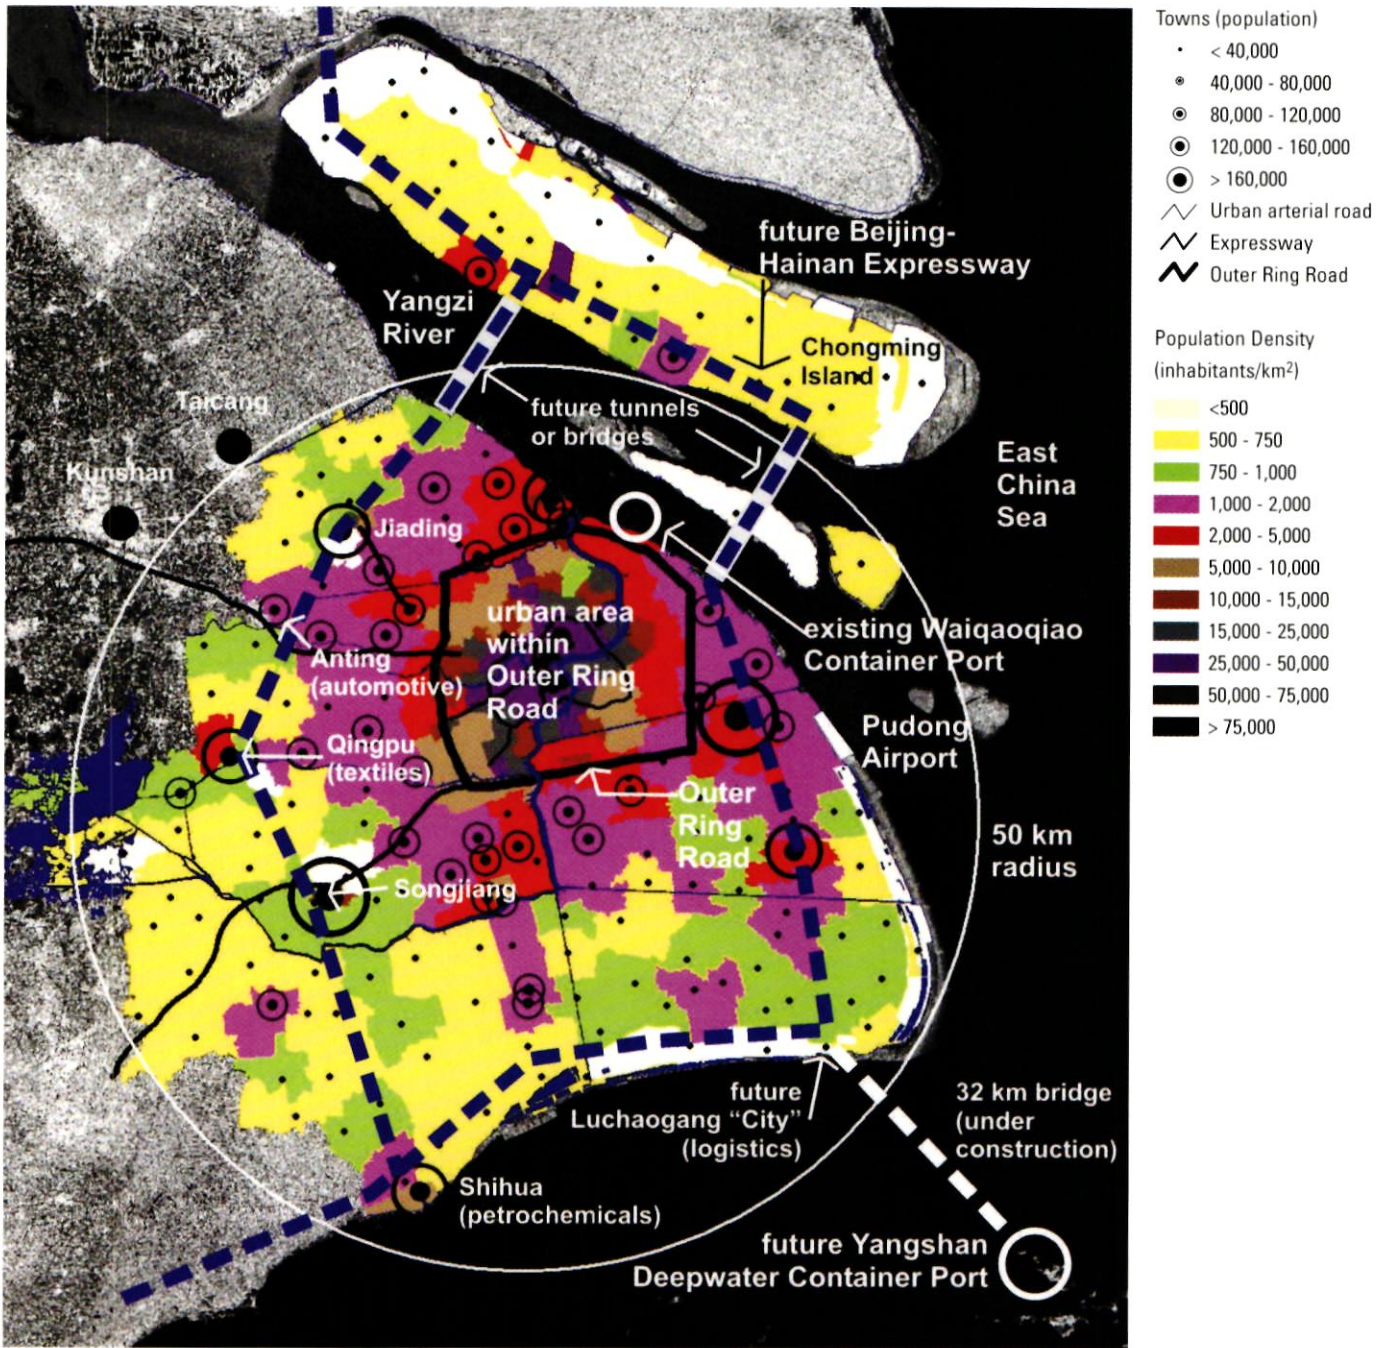 Towns (population)
< 40,000
40,000 - 80,000
80,000 - 120,000
120,000 - 160,000
> 160,000
Urban arterial road
Expressway
Outer Ring Road
Population Density
(inhabitants/km²)
<500
500 - 750
750 - 1,000
1,000 - 2,000
2,000 - 5,000
5,000 - 10,000
10,000 - 15,000
15,000 - 25,000
25,000 - 50,000
50,000 - 75,000
> 75,000
future Beijing-
Hainan Expressway
Yangzi
River
Chongming
Island
Taicang
future tunnels
or bridges
Kunshan
East
China
Sea
Jiading
urban area
within
Outer Ring
Road
existing Waiqaoqiao
Container Port
Anting
(automotive)
Pudong
Airport
Qingpu
(textiles)
Outer
Ring
Road
50 km
radius
Songjiang
future
Luchaogang “City”
(logistics)
32 km bridge
(under
construction)
Shihua
(petrochemicals)
future Yangshan
Deepwater Container Port